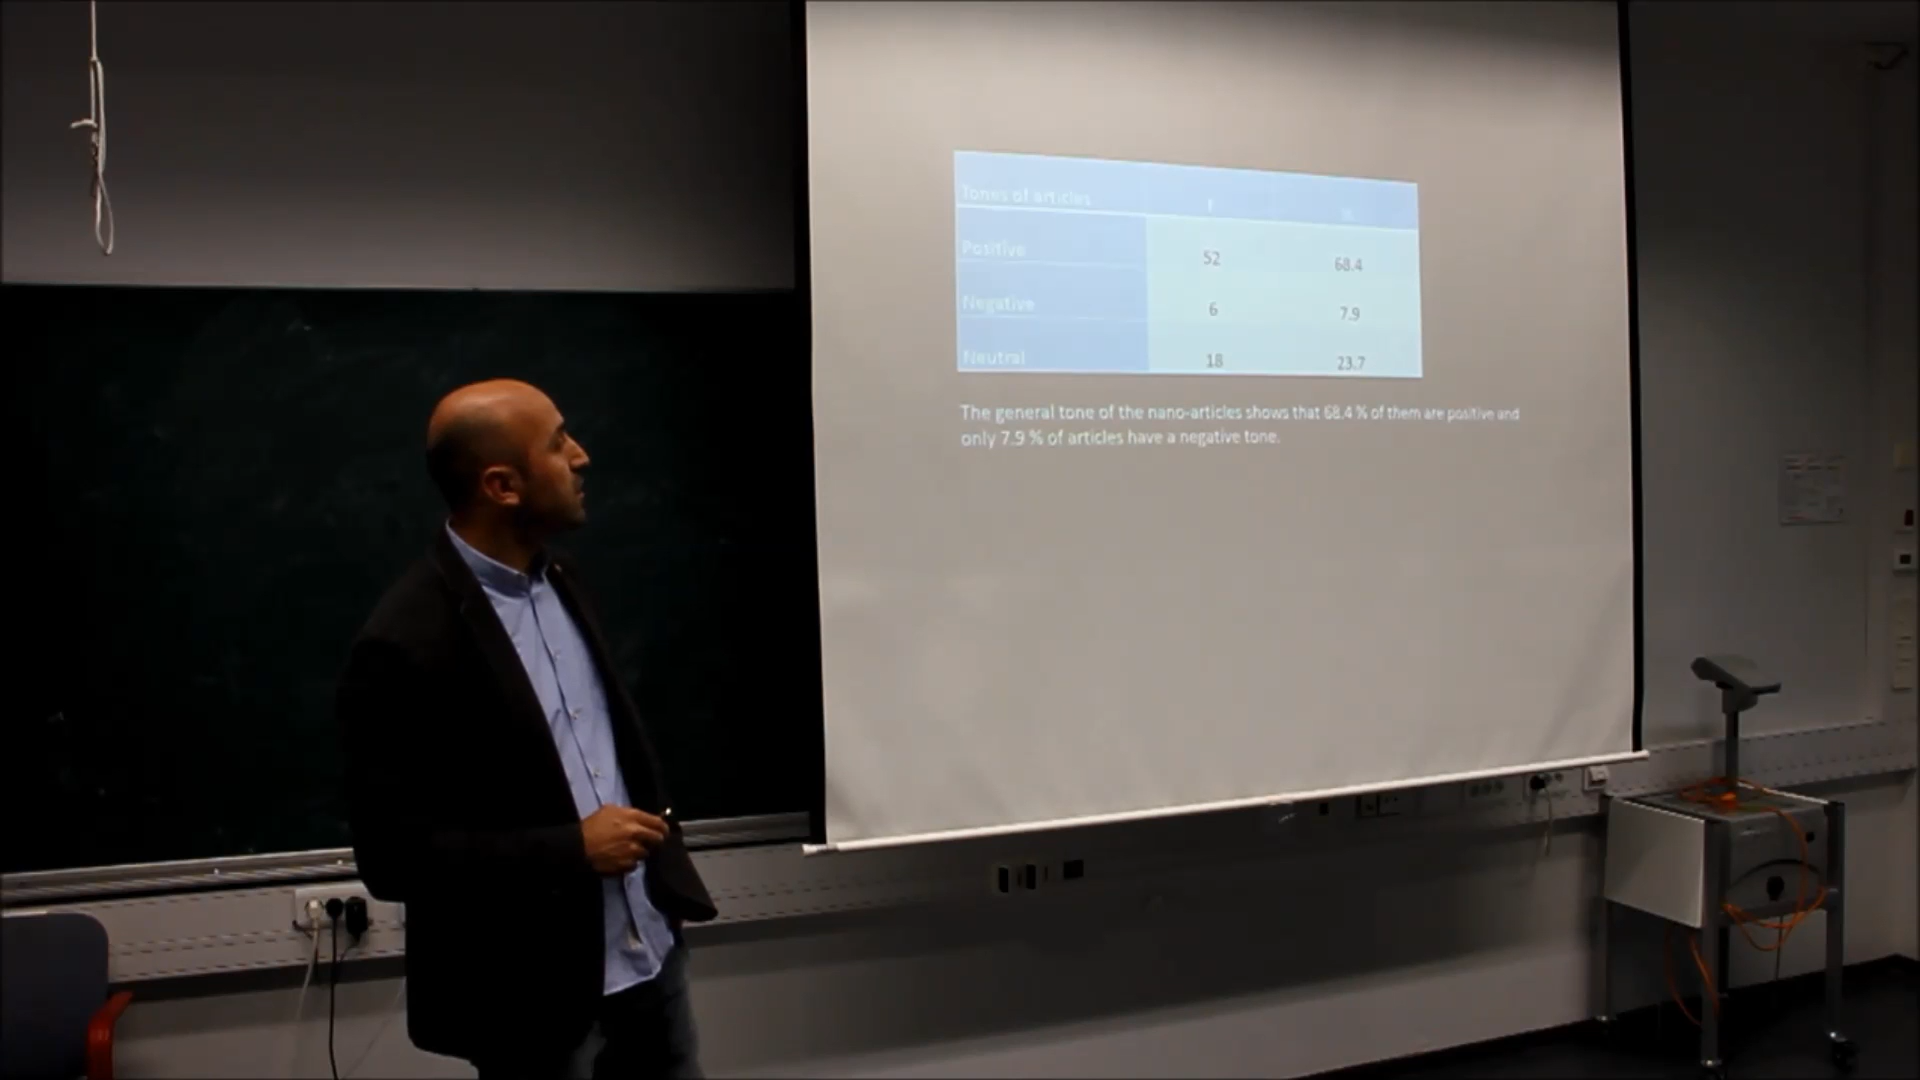 Tones of articles f %
Positive 52 68.4
Negative 6 7.9
Neutral 18 23.7
The general tone of the nano-articles shows that 68.4 % of them are positive and
only 7.9 % of articles have a negative tone.